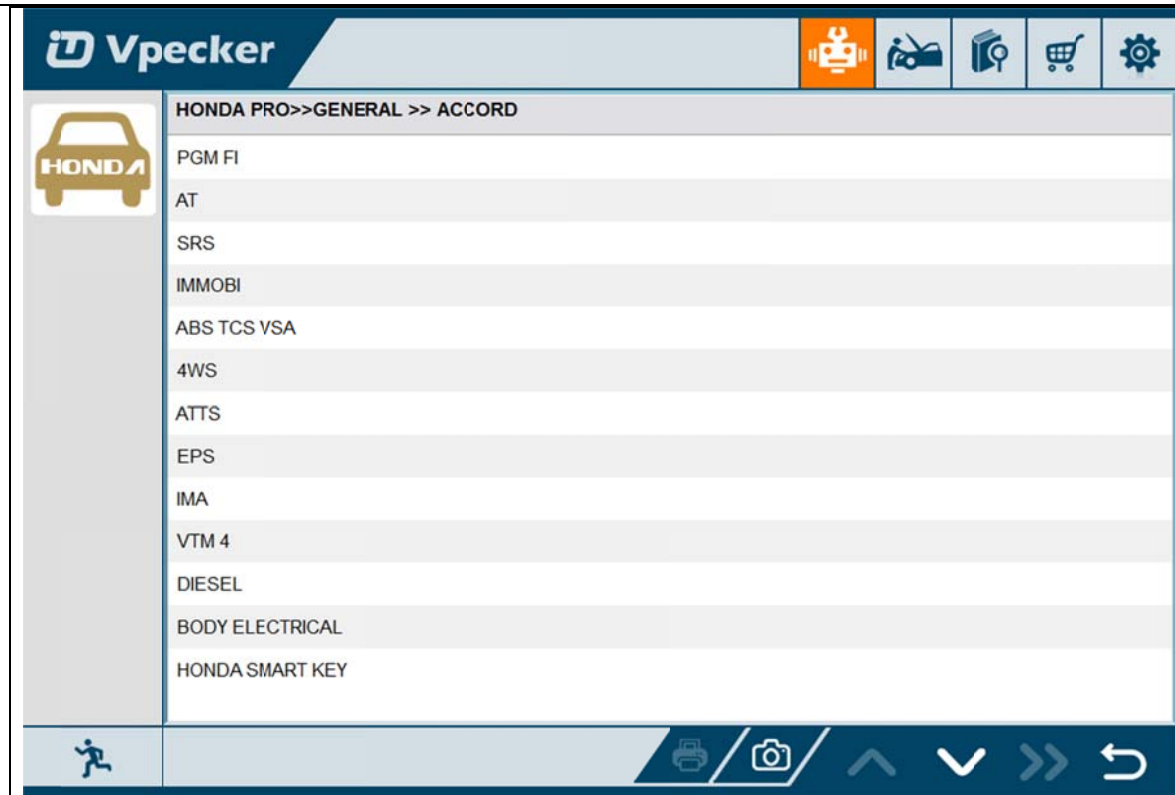 Vpecker
HONDA PRO>>GENERAL >> ACCORD
HONDA
PGM FI
AT
SRS
IMMOBI
ABS TCS VSA
4WS
ATTS
EPS
IMA
VTM 4
DIESEL
BODY ELECTRICAL
HONDA SMART KEY